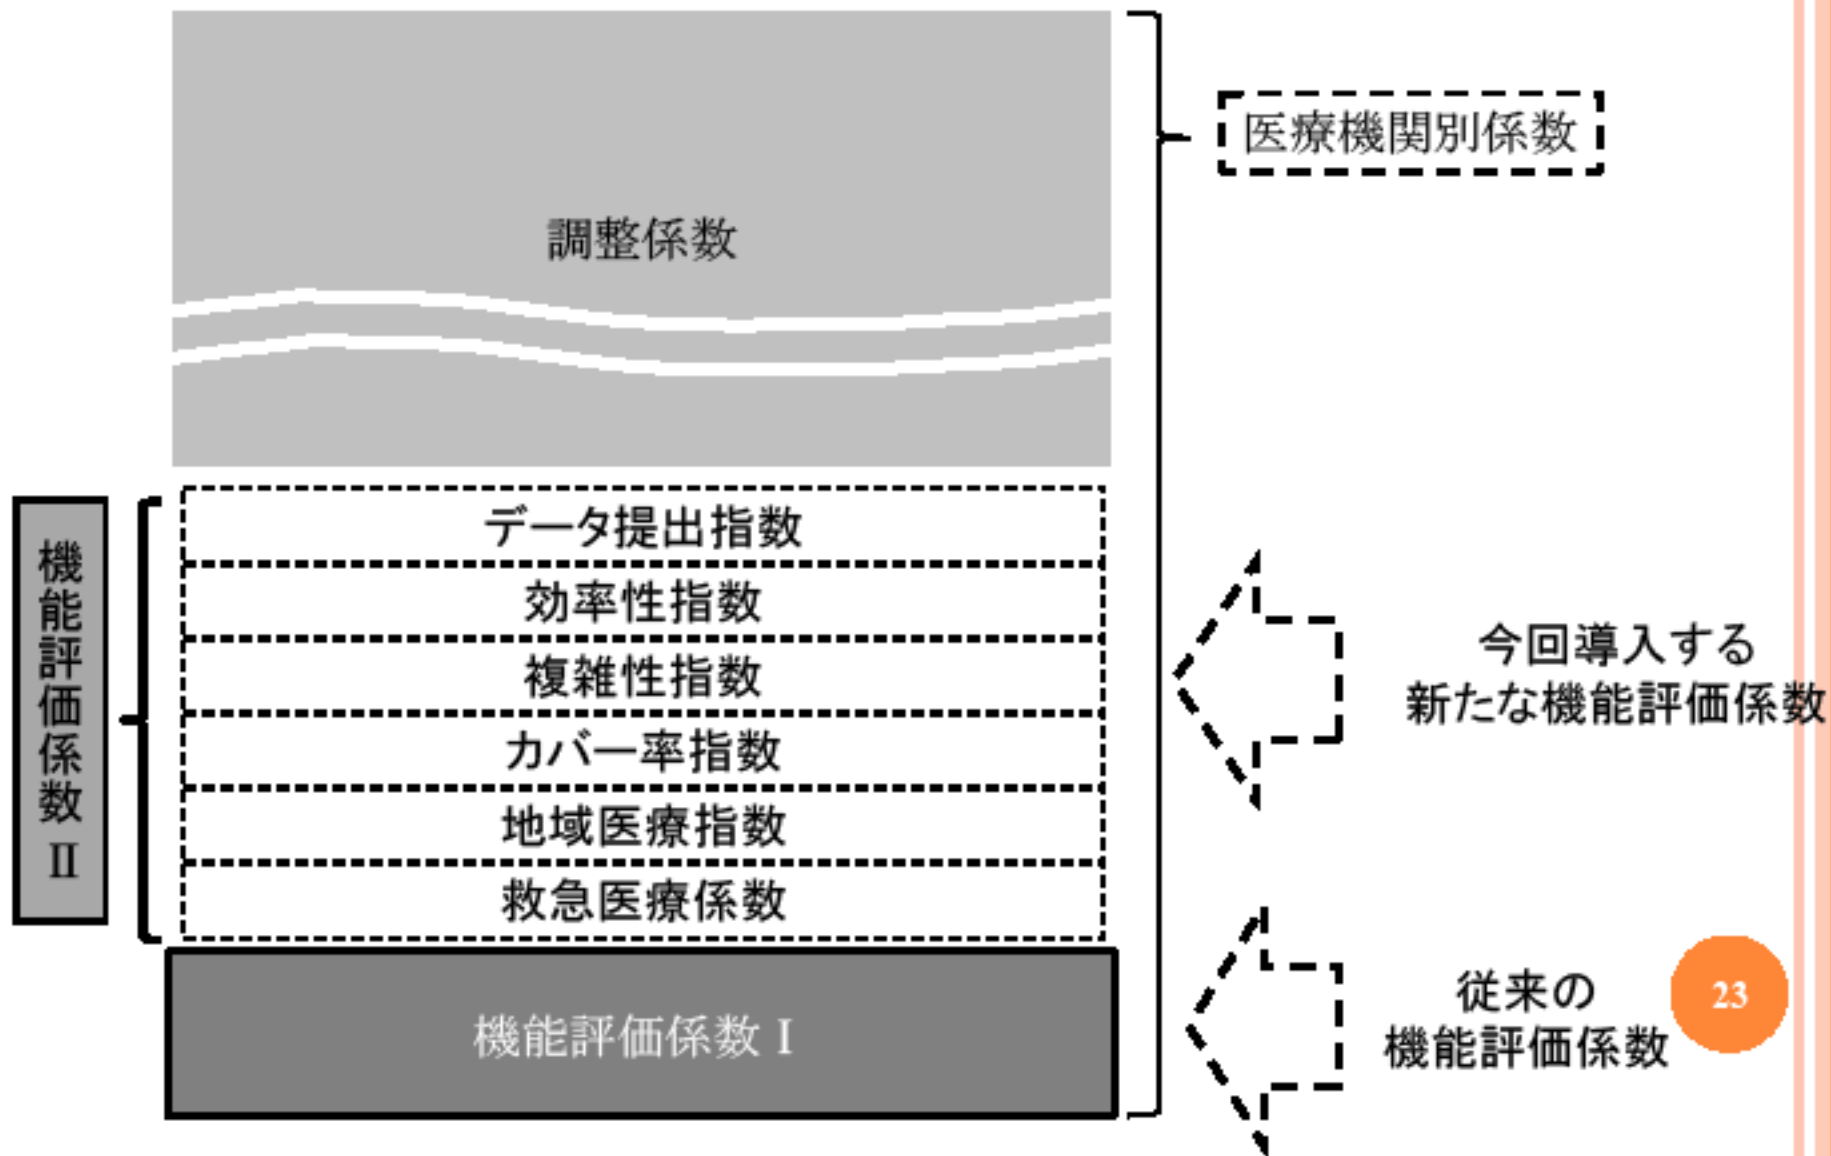 医療機関別係数
調整係数
機能評価係数Ⅱ
データ提出指数
効率性指数
複雑性指数
カバー率指数
地域医療指数
救急医療係数
今回導入する
新たな機能評価係数
機能評価係数Ⅰ
従来の
機能評価係数
23